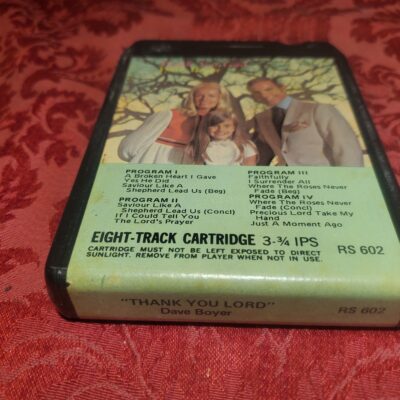 PROGRAM I
A Broken Heart I Gave
Yes He Did
Saviour Like A
Shepherd Lead Us (Beg)
PROGRAM II
Saviour Like A
Shepherd Lead Us (Concl)
If I Could Tell You
The Lord's Prayer
PROGRAM III
Faithfully
I Surrender All
Where The Roses Never
Fade (Beg)
PROGRAM IV
Where The Roses Never
Fade (Concl)
Precious Lord Take My
Hand
Just A Moment Ago
EIGHT-TRACK CARTRIDGE 3-¾ IPS RS 602
CARTRIDGE MUST NOT BE LEFT EXPOSED TO DIRECT
SUNLIGHT. REMOVE FROM PLAYER WHEN NOT IN USE.
"THANK YOU LORD" RS 602
Dave Boyer